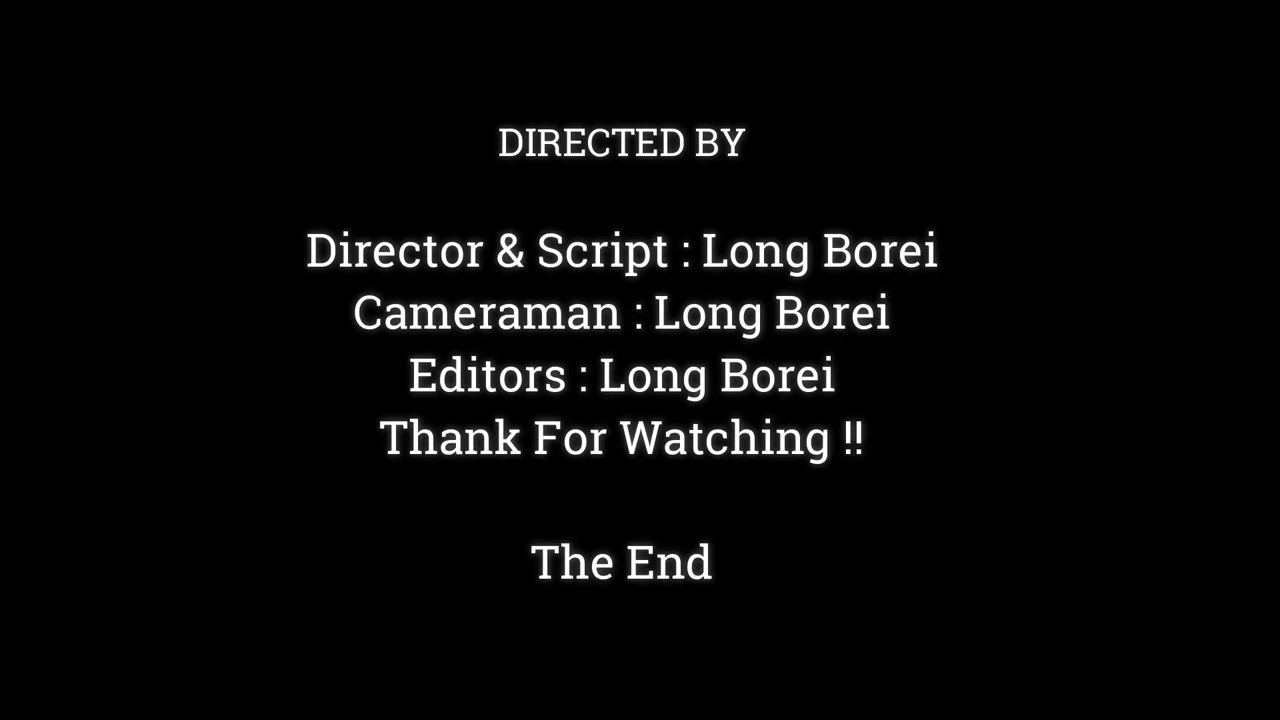 DIRECTED BY
Director & Script : Long Borei
Cameraman : Long Borei
Editors : Long Borei
Thank For Watching !!
The End